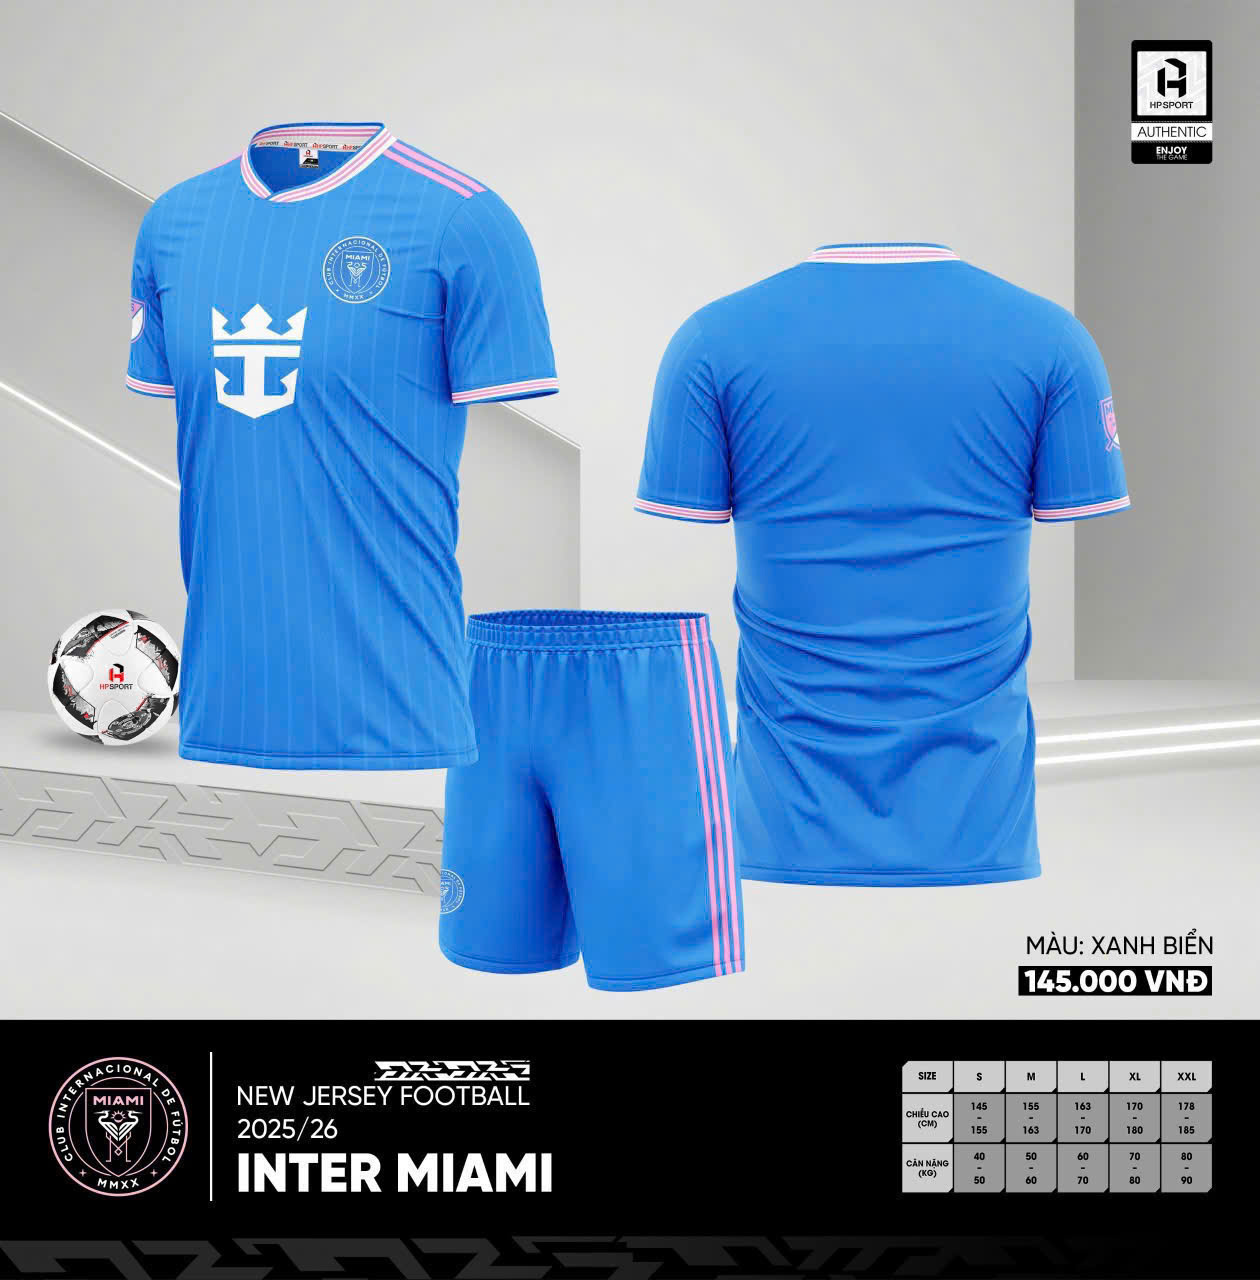 HPSPORT
AUTHENTIC
ENJOY
THE GAME
HPSPORT
HPSPORT
CLUB INTERNACIONAL DE FÚTBOL
MIAMI
MMXX
HPSPORT
MÀU: XANH BIỂN
145.000 VNĐ
CLUB INTERNACIONAL DE FÚTBOL
MIAMI
MMXX
NEW JERSEY FOOTBALL
2025/26
INTER MIAMI
SIZE S M L XL XXL
CHIỀU CAO (CM) 145 - 155 155 - 163 163 - 170 170 - 180 178 - 185
CÂN NẶNG (KG) 40 - 50 50 - 60 60 - 70 70 - 80 80 - 90